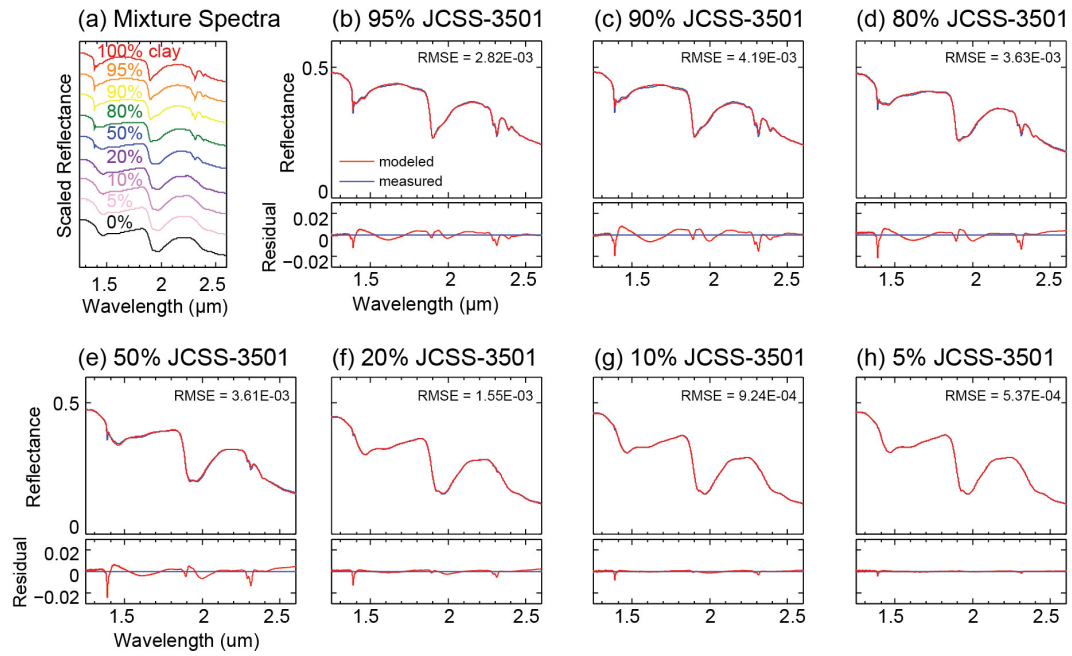 (a) Mixture Spectra
100% clay
95%
90%
80%
50%
20%
10%
5%
0%
Scaled Reflectance
1.5 2 2.5
Wavelength (µm)
(b) 95% JCSS-3501
RMSE = 2.82E-03
0.5
0
Reflectance
modeled
measured
0.02
0
−0.02
Residual
1.5 2 2.5
Wavelength (µm)
(c) 90% JCSS-3501
RMSE = 4.19E-03
1.5 2 2.5
(d) 80% JCSS-3501
RMSE = 3.63E-03
1.5 2 2.5
(e) 50% JCSS-3501
RMSE = 3.61E-03
0.5
0
Reflectance
0.02
0
−0.02
Residual
1.5 2 2.5
Wavelength (um)
(f) 20% JCSS-3501
RMSE = 1.55E-03
1.5 2 2.5
(g) 10% JCSS-3501
RMSE = 9.24E-04
1.5 2 2.5
(h) 5% JCSS-3501
RMSE = 5.37E-04
1.5 2 2.5